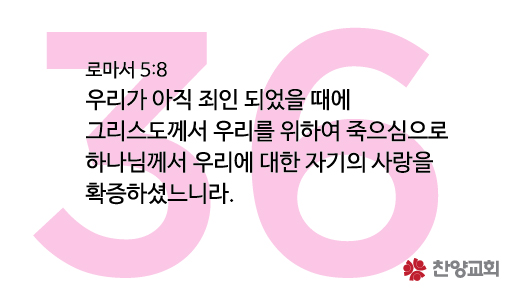 36
로마서 5:8
우리가 아직 죄인 되었을 때에
그리스도께서 우리를 위하여 죽으심으로
하나님께서 우리에 대한 자기의 사랑을
확증하셨느니라.
찬양교회